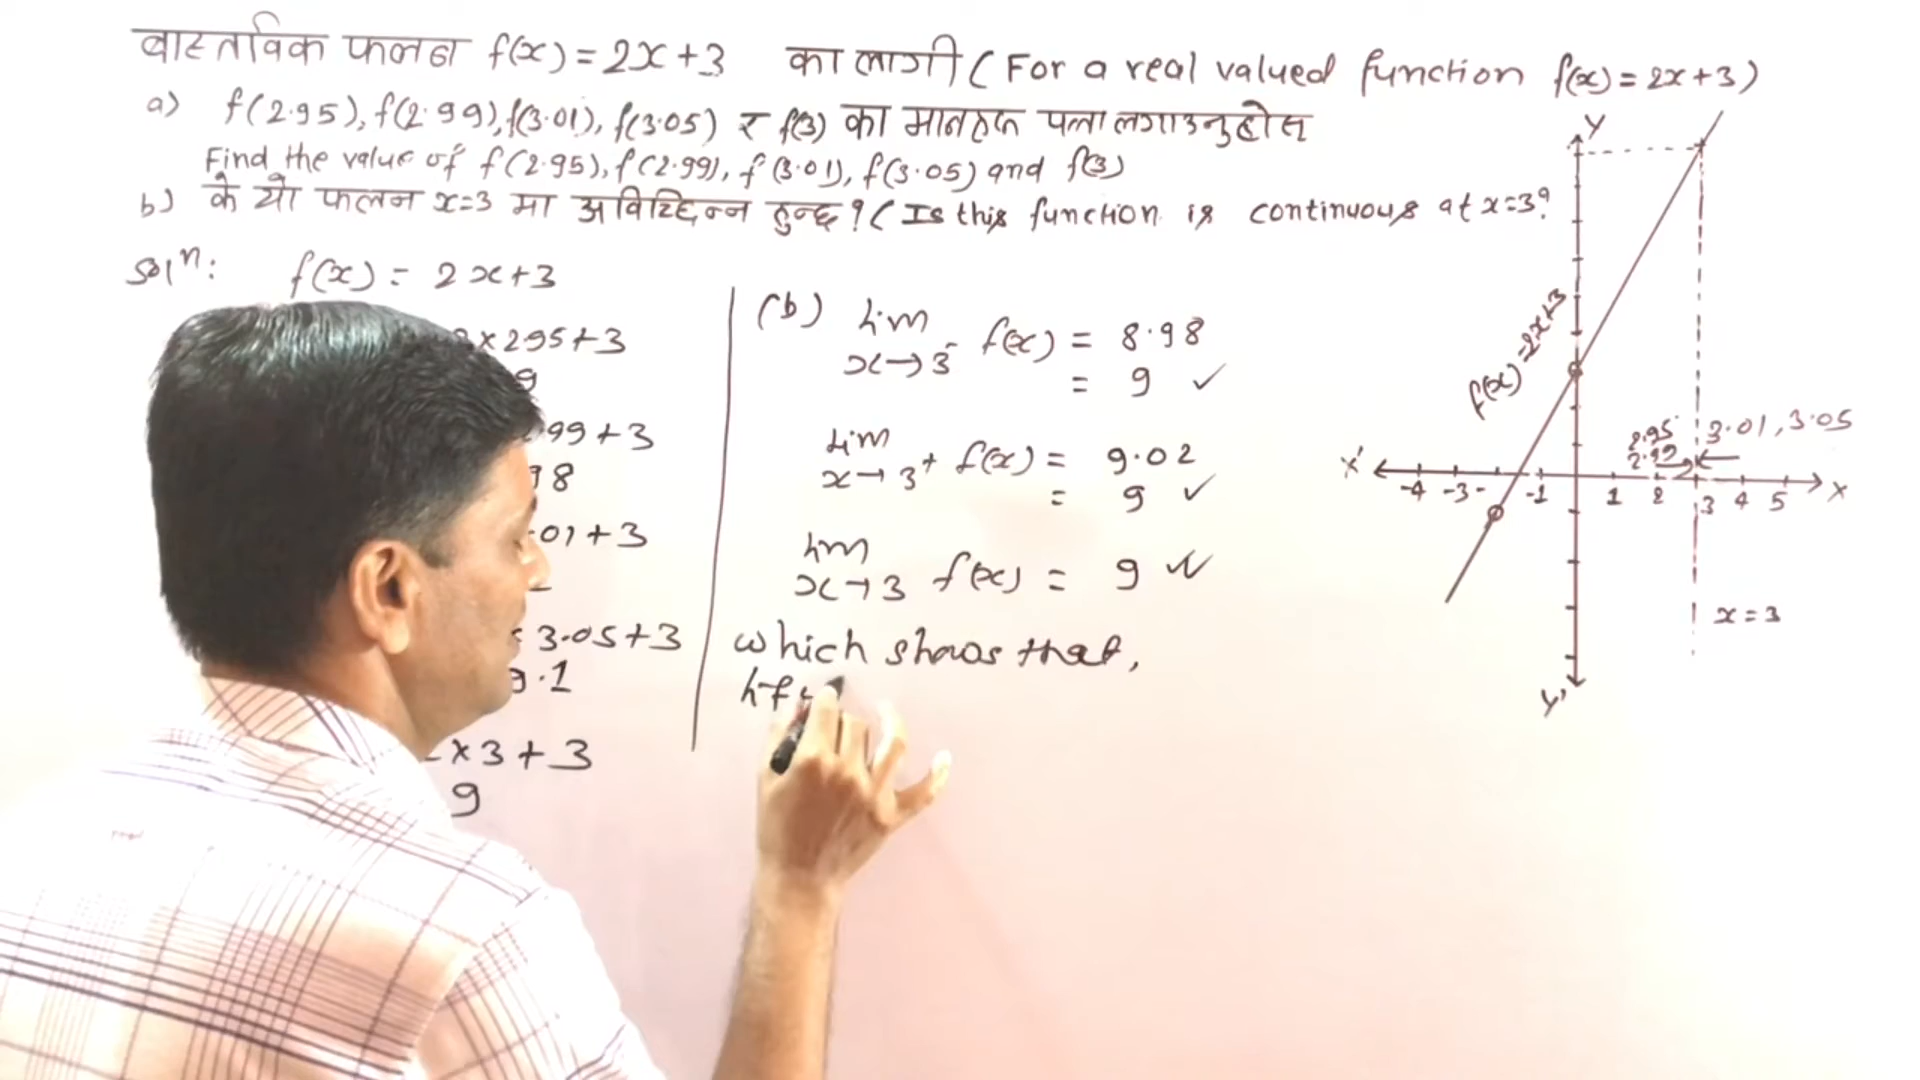 वास्तविक फलन f(x) = 2x+3 का लागी (For a real valued function f(x) = 2x+3)
a) f(2.95), f(2.99), f(3.01), f(3.05) र f(3) का मानहरू पत्ता लगाउनुहोस
Find the value of f(2.95), f(2.99), f(3.01), f(3.05) and f(3)
b) के यो फलन x=3 मा अविच्छिन्न हुन्छ? (Is this function is continuous at x=3?
Solⁿ: f(x) = 2x+3
x295+3
9
.99+3
98
.01+3
3.05+3
9.1
x3+3
9
(b) lim x→3⁻ f(x) = 8.98
= 9 ✓
lim x→3⁺ f(x) = 9.02
= 9 ✓
lim x→3 f(x) = 9 ✓
which shows that,
Y
f(x)=2x+3
2.95 3.01, 3.05
2.99
X' -4 -3 - -1 1 2 3 4 5 X
x=3
Y'